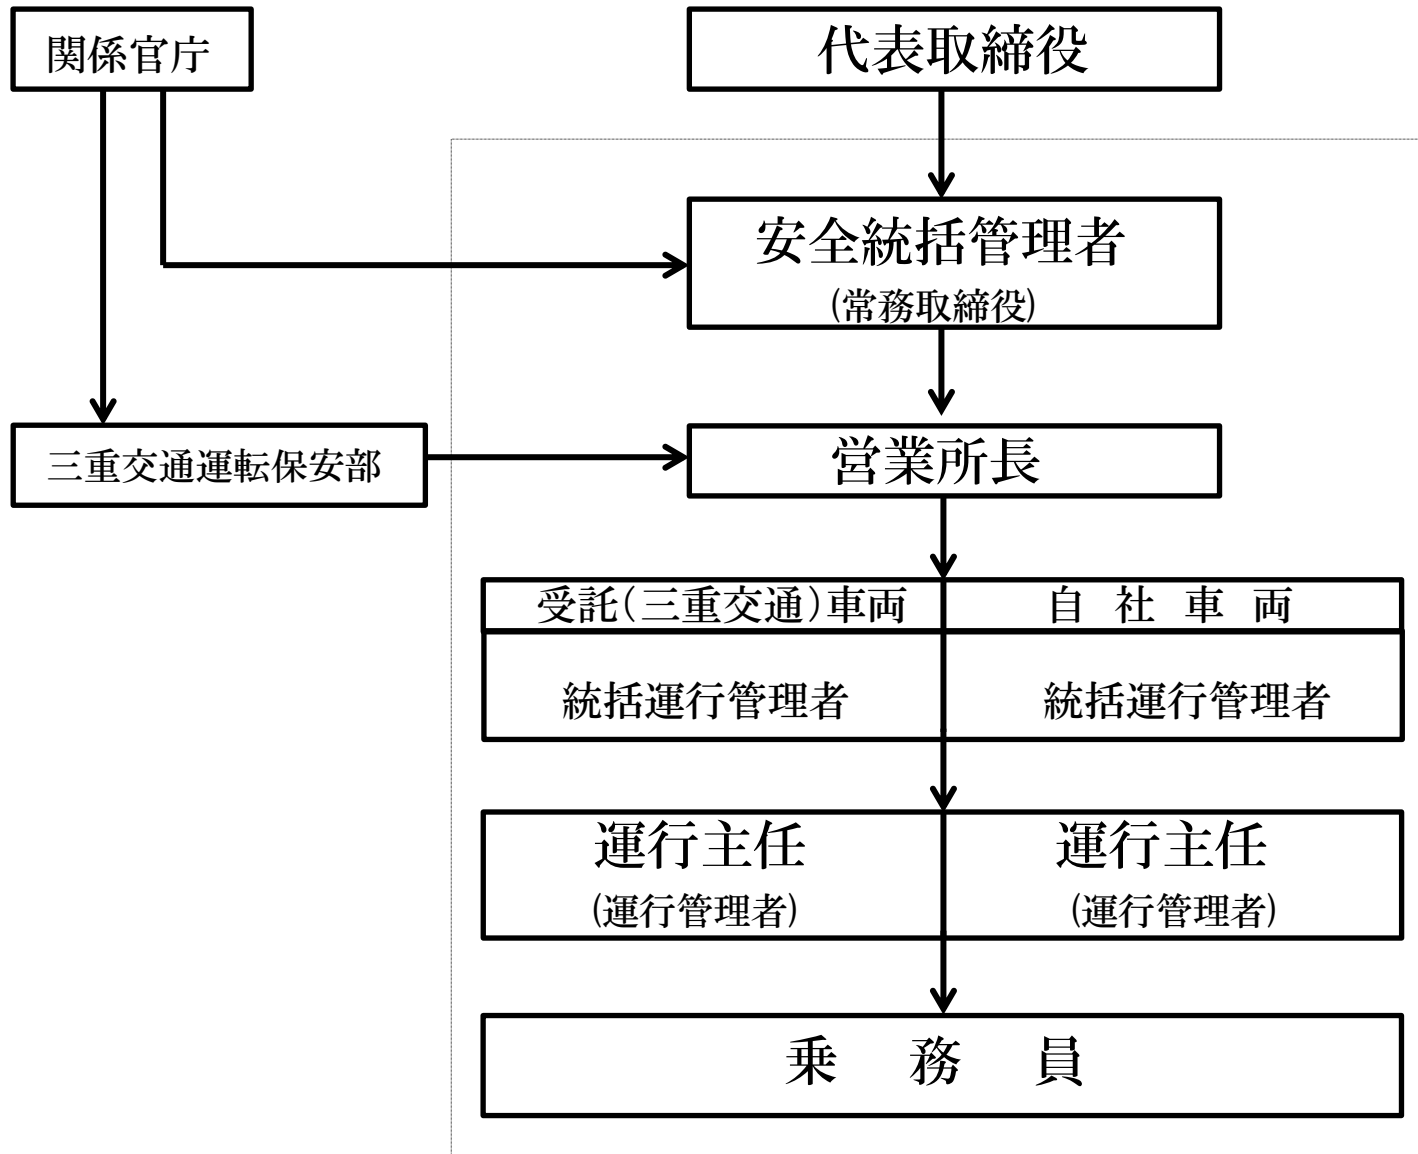 関係官庁
代表取締役
安全統括管理者
(常務取締役)
三重交通運転保安部
営業所長
受託(三重交通)車両
自 社 車 両
統括運行管理者
統括運行管理者
運行主任
(運行管理者)
運行主任
(運行管理者)
乗 務 員